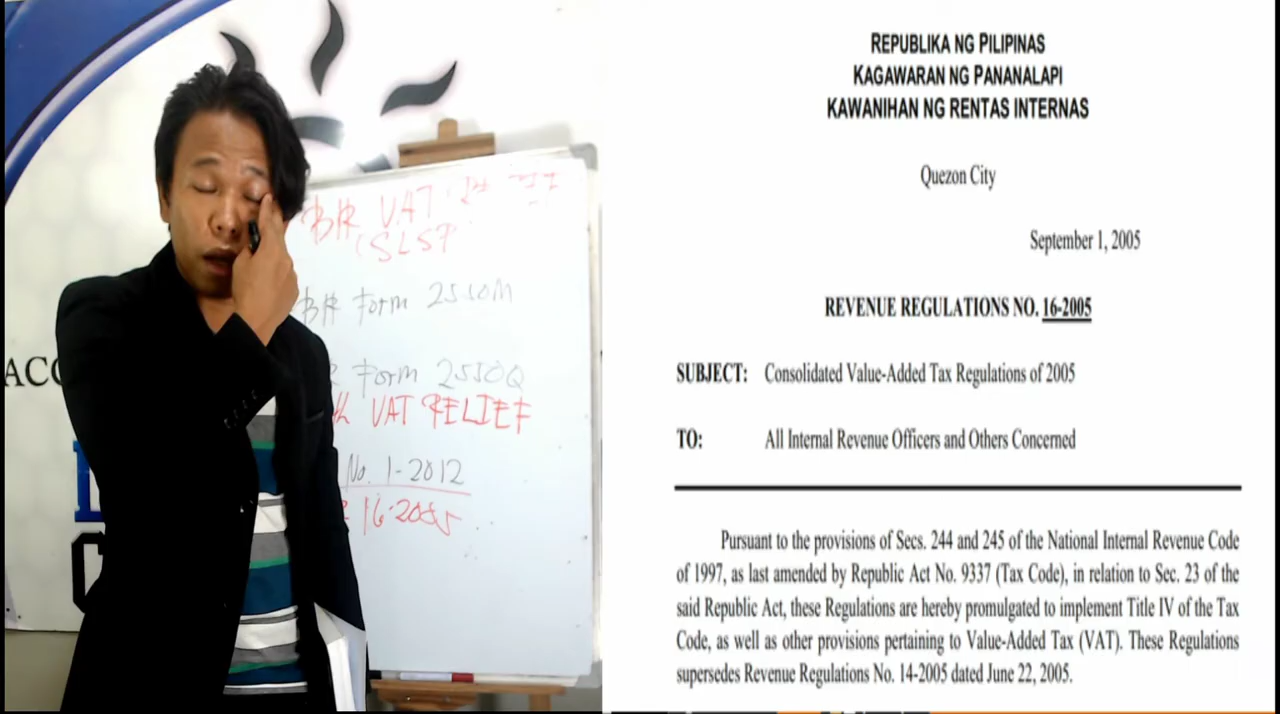 ACC
BIR VAT
SLSP
BIR Form 2550M
Form 2550Q
VAT RELIEF
No. 1-2012
16-2005
REPUBLIKA NG PILIPINAS
KAGAWARAN NG PANANALAPI
KAWANIHAN NG RENTAS INTERNAS
Quezon City
September 1, 2005
REVENUE REGULATIONS NO. 16-2005
SUBJECT: Consolidated Value-Added Tax Regulations of 2005
TO: All Internal Revenue Officers and Others Concerned
Pursuant to the provisions of Secs. 244 and 245 of the National Internal Revenue Code
of 1997, as last amended by Republic Act No. 9337 (Tax Code), in relation to Sec. 23 of the
said Republic Act, these Regulations are hereby promulgated to implement Title IV of the Tax
Code, as well as other provisions pertaining to Value-Added Tax (VAT). These Regulations
supersedes Revenue Regulations No. 14-2005 dated June 22, 2005.